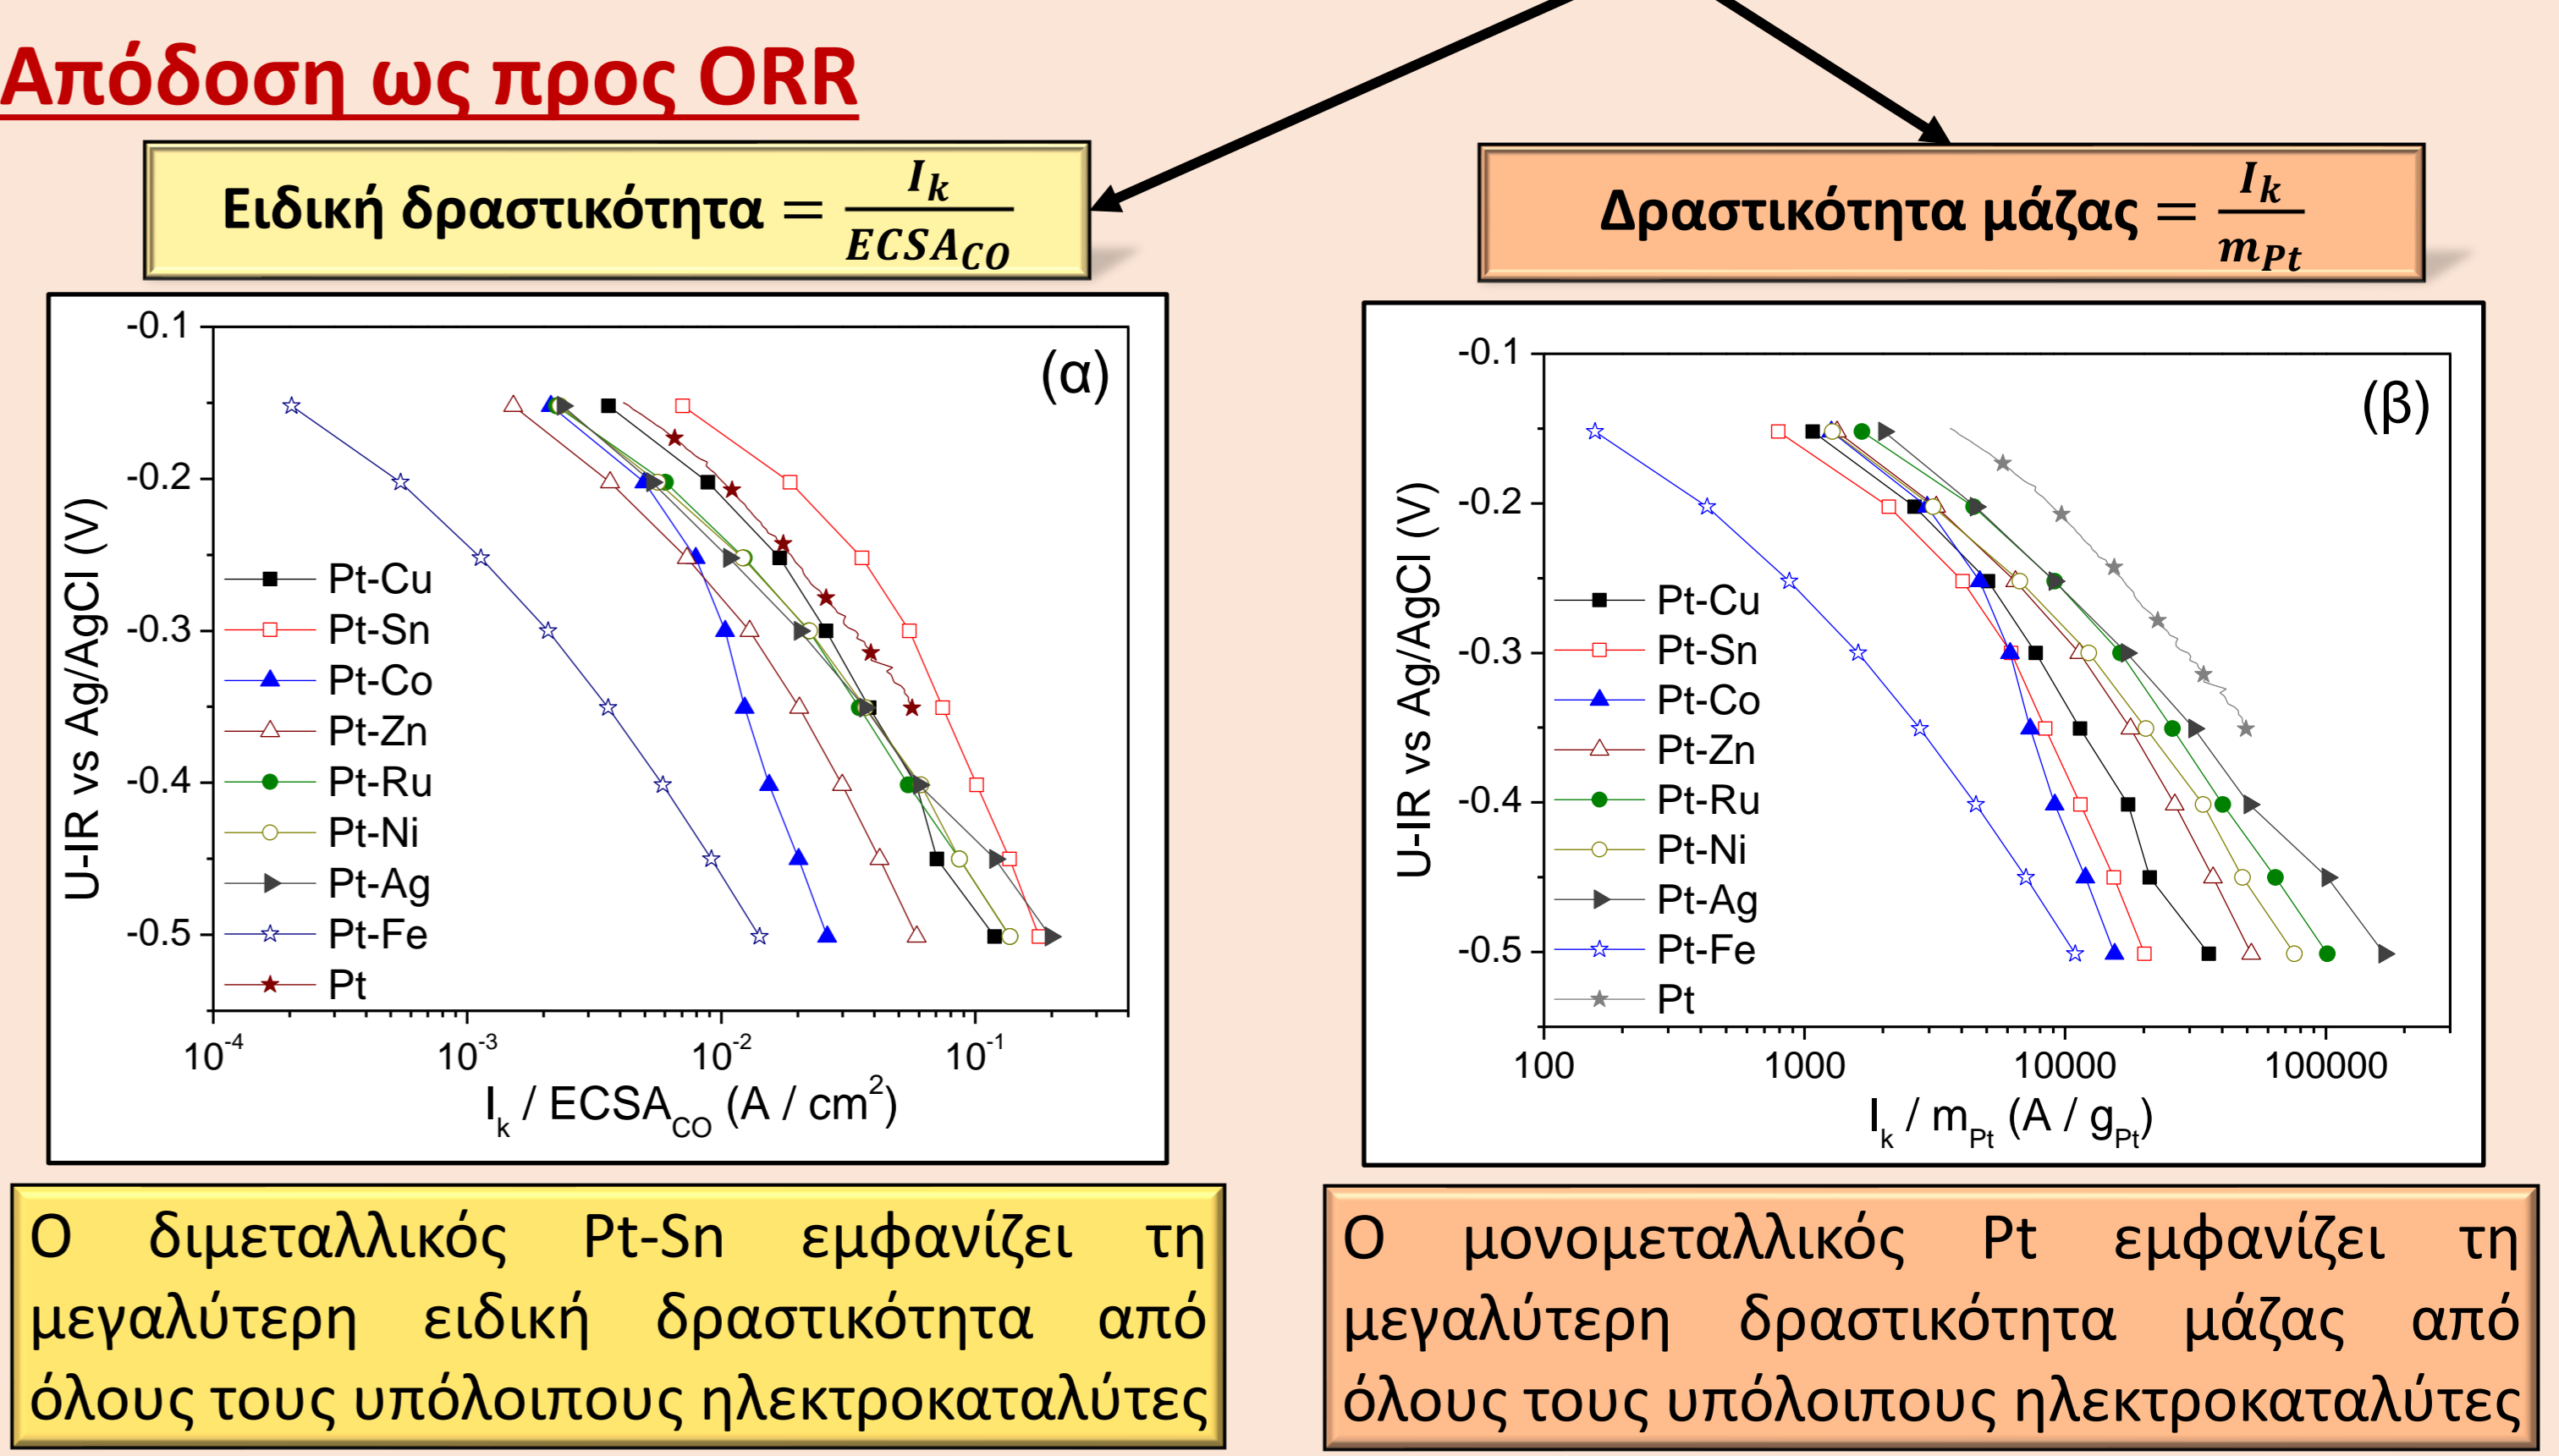 Απόδοση ως προς ORR
Ειδική δραστικότητα = I_k / ECSA_CO
Δραστικότητα μάζας = I_k / m_Pt
(α)
-0.1
-0.2
-0.3
-0.4
-0.5
U-IR vs Ag/AgCl (V)
Pt-Cu
Pt-Sn
Pt-Co
Pt-Zn
Pt-Ru
Pt-Ni
Pt-Ag
Pt-Fe
Pt
10^-4 10^-3 10^-2 10^-1
I_k / ECSA_CO (A / cm^2)
(β)
-0.1
-0.2
-0.3
-0.4
-0.5
U-IR vs Ag/AgCl (V)
Pt-Cu
Pt-Sn
Pt-Co
Pt-Zn
Pt-Ru
Pt-Ni
Pt-Ag
Pt-Fe
Pt
100 1000 10000 100000
I_k / m_Pt (A / g_Pt)
Ο διμεταλλικός Pt-Sn εμφανίζει τη
μεγαλύτερη ειδική δραστικότητα από
όλους τους υπόλοιπους ηλεκτροκαταλύτες
Ο μονομεταλλικός Pt εμφανίζει τη
μεγαλύτερη δραστικότητα μάζας από
όλους τους υπόλοιπους ηλεκτροκαταλύτες